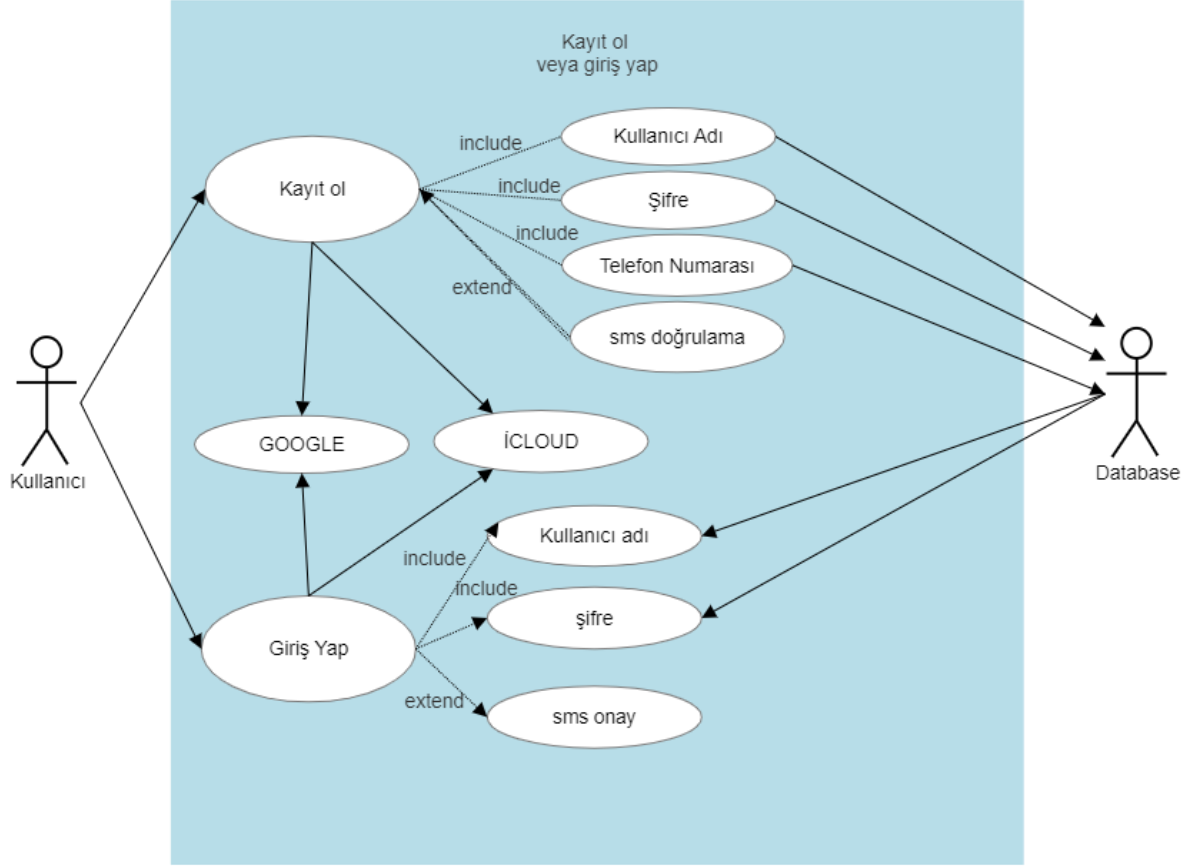 Kayıt ol
veya giriş yap
include
Kullanıcı Adı
Kayıt ol
include
Şifre
include
Telefon Numarası
extend
sms doğrulama
GOOGLE
İCLOUD
Kullanıcı
Database
Kullanıcı adı
include
include
şifre
Giriş Yap
extend
sms onay